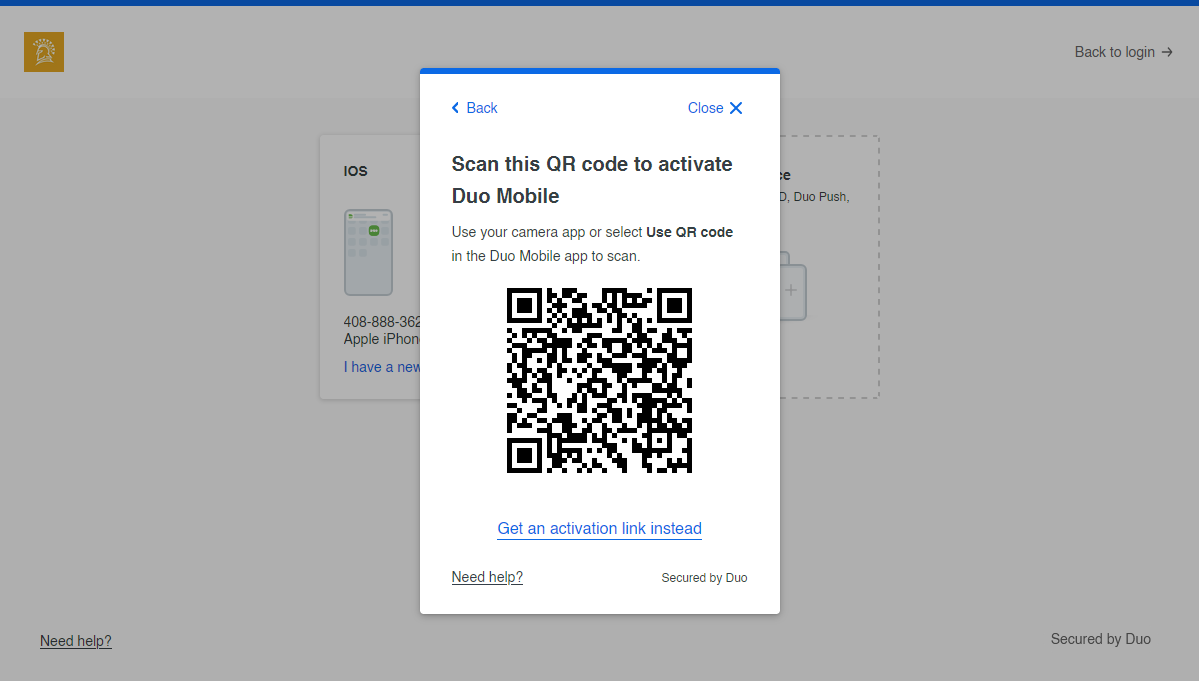 Back to login
Back
Close
Scan this QR code to activate
Duo Mobile
Use your camera app or select Use QR code
in the Duo Mobile app to scan.
Get an activation link instead
Need help?
Secured by Duo
IOS
408-888-362
Apple iPhon
I have a new
ce
D, Duo Push,
Need help?
Secured by Duo